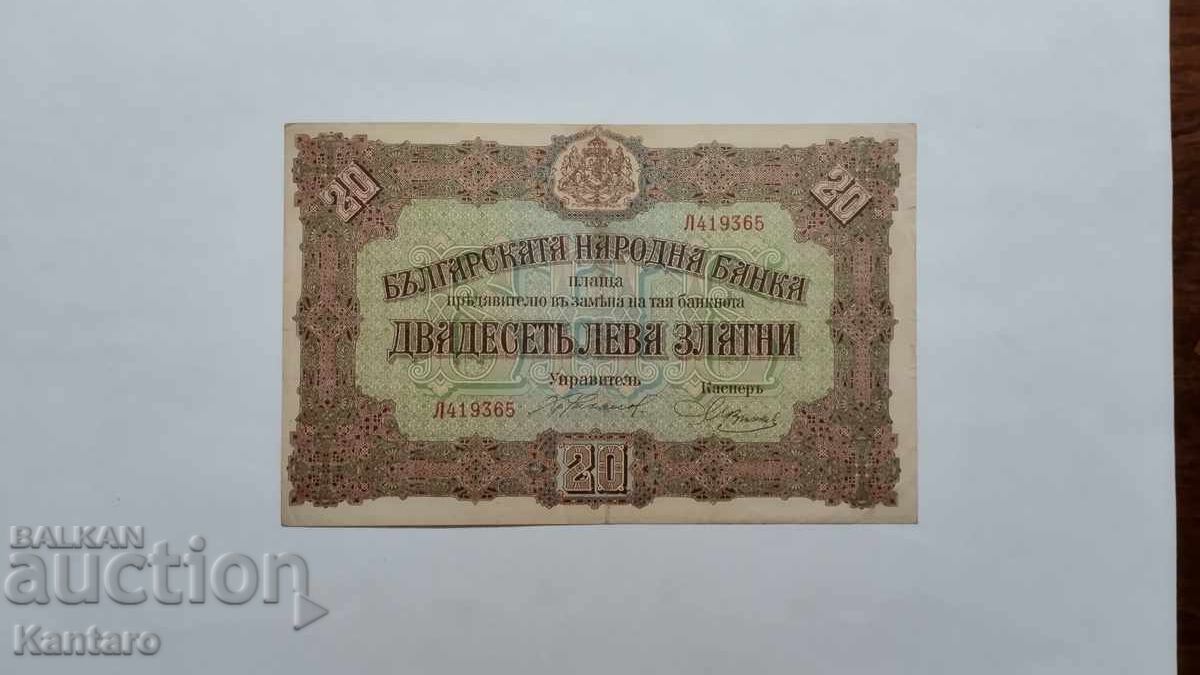 20
20
Л419365
БЪЛГАРСКАТА НАРОДНА БАНКА
плаща
прѣдявителю въ замѣна на тая банкнота
ДВАДЕСЕТЬ ЛЕВА ЗЛАТНИ
Управитель
Касиеръ
Л419365
20
BALKAN
auction
Kantaro